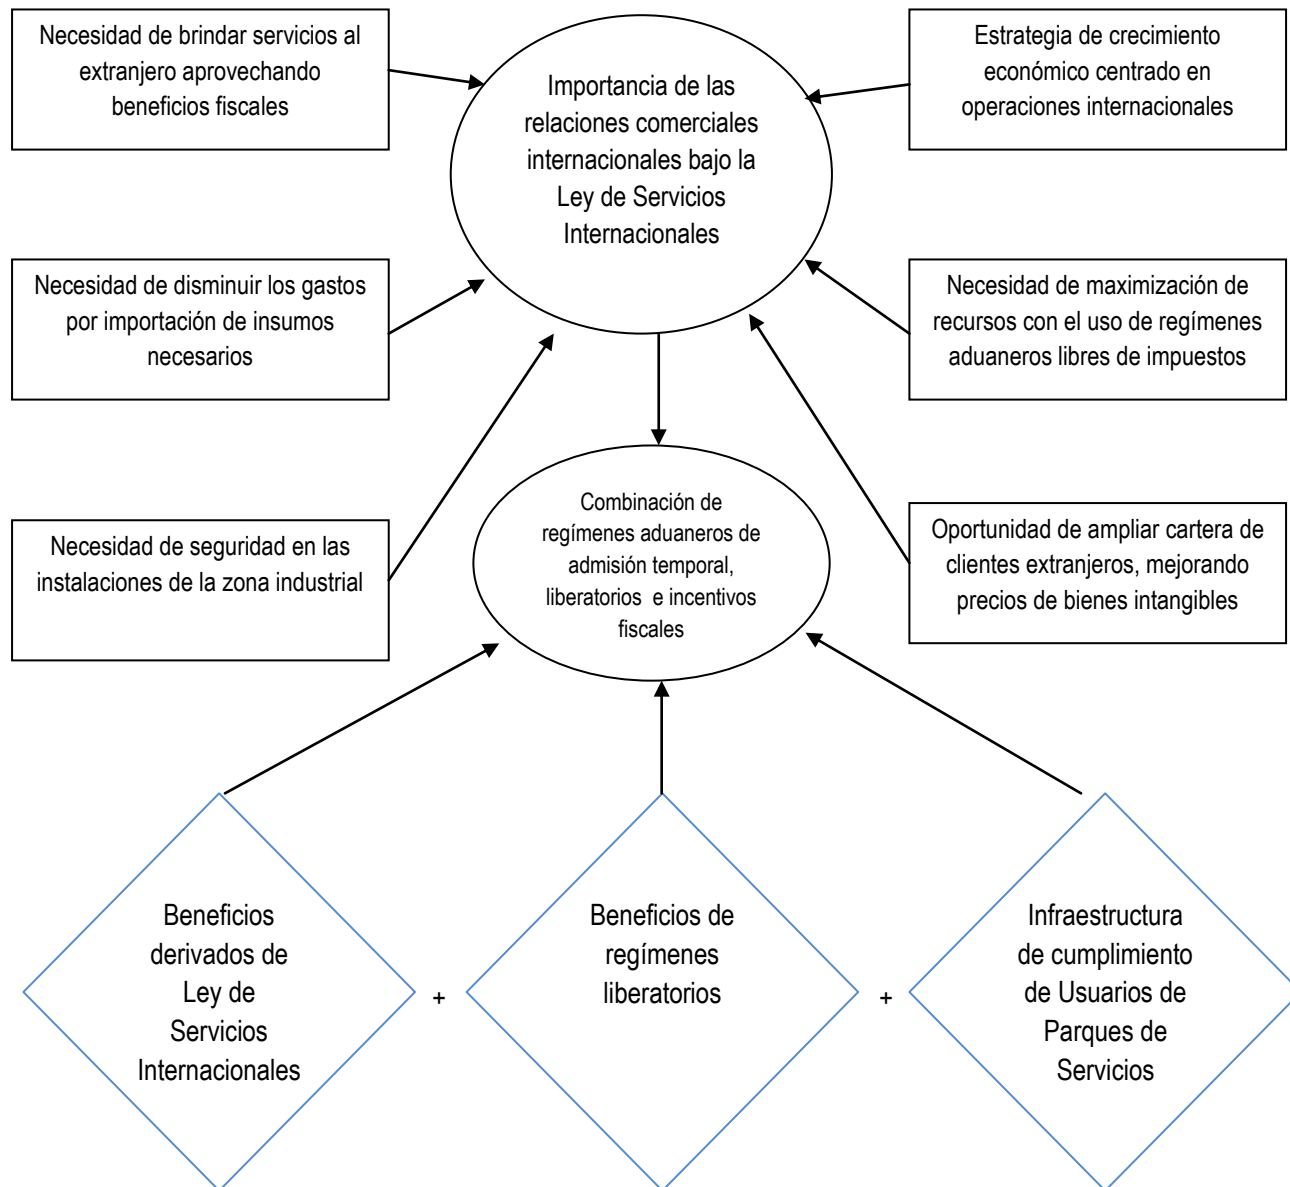 Necesidad de brindar servicios al
extranjero aprovechando
beneficios fiscales
Importancia de las
relaciones comerciales
internacionales bajo la
Ley de Servicios
Internacionales
Estrategia de crecimiento
económico centrado en
operaciones internacionales
Necesidad de disminuir los gastos
por importación de insumos
necesarios
Necesidad de maximización de
recursos con el uso de regímenes
aduaneros libres de impuestos
Necesidad de seguridad en las
instalaciones de la zona industrial
Combinación de
regímenes aduaneros de
admisión temporal,
liberatorios e incentivos
fiscales
Oportunidad de ampliar cartera de
clientes extranjeros, mejorando
precios de bienes intangibles
Beneficios
derivados de
Ley de
Servicios
Internacionales
+
Beneficios de
regímenes
liberatorios
+
Infraestructura
de cumplimiento
de Usuarios de
Parques de
Servicios